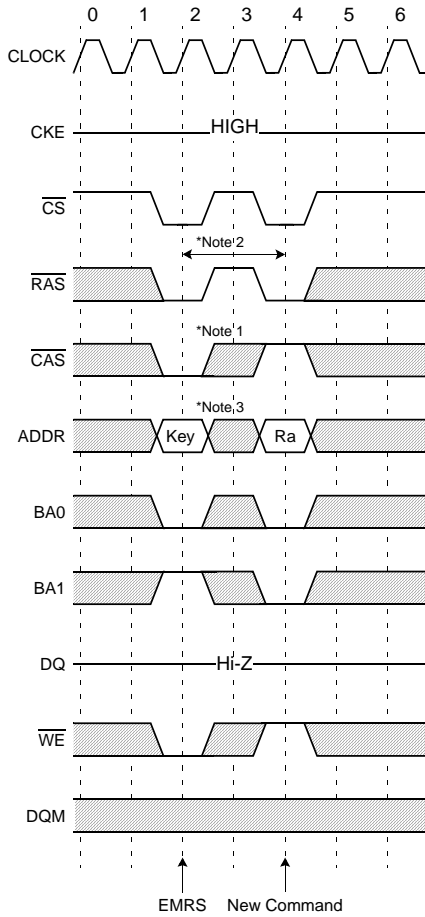 0 1 2 3 4 5 6
CLOCK
CKE HIGH
CS
*Note 2
RAS
*Note 1
CAS
*Note 3
ADDR Key Ra
BA0
BA1
DQ Hi-Z
WE
DQM
EMRS New Command